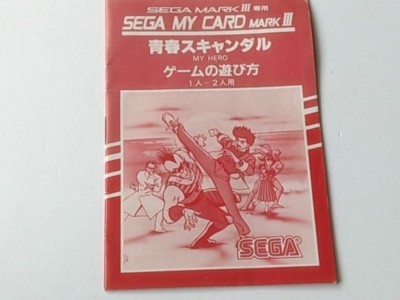 SEGA MARK III 専用
SEGA MY CARD MARK III
青春スキャンダル
MY HERO
ゲームの遊び方
1人～2人用
SEGA